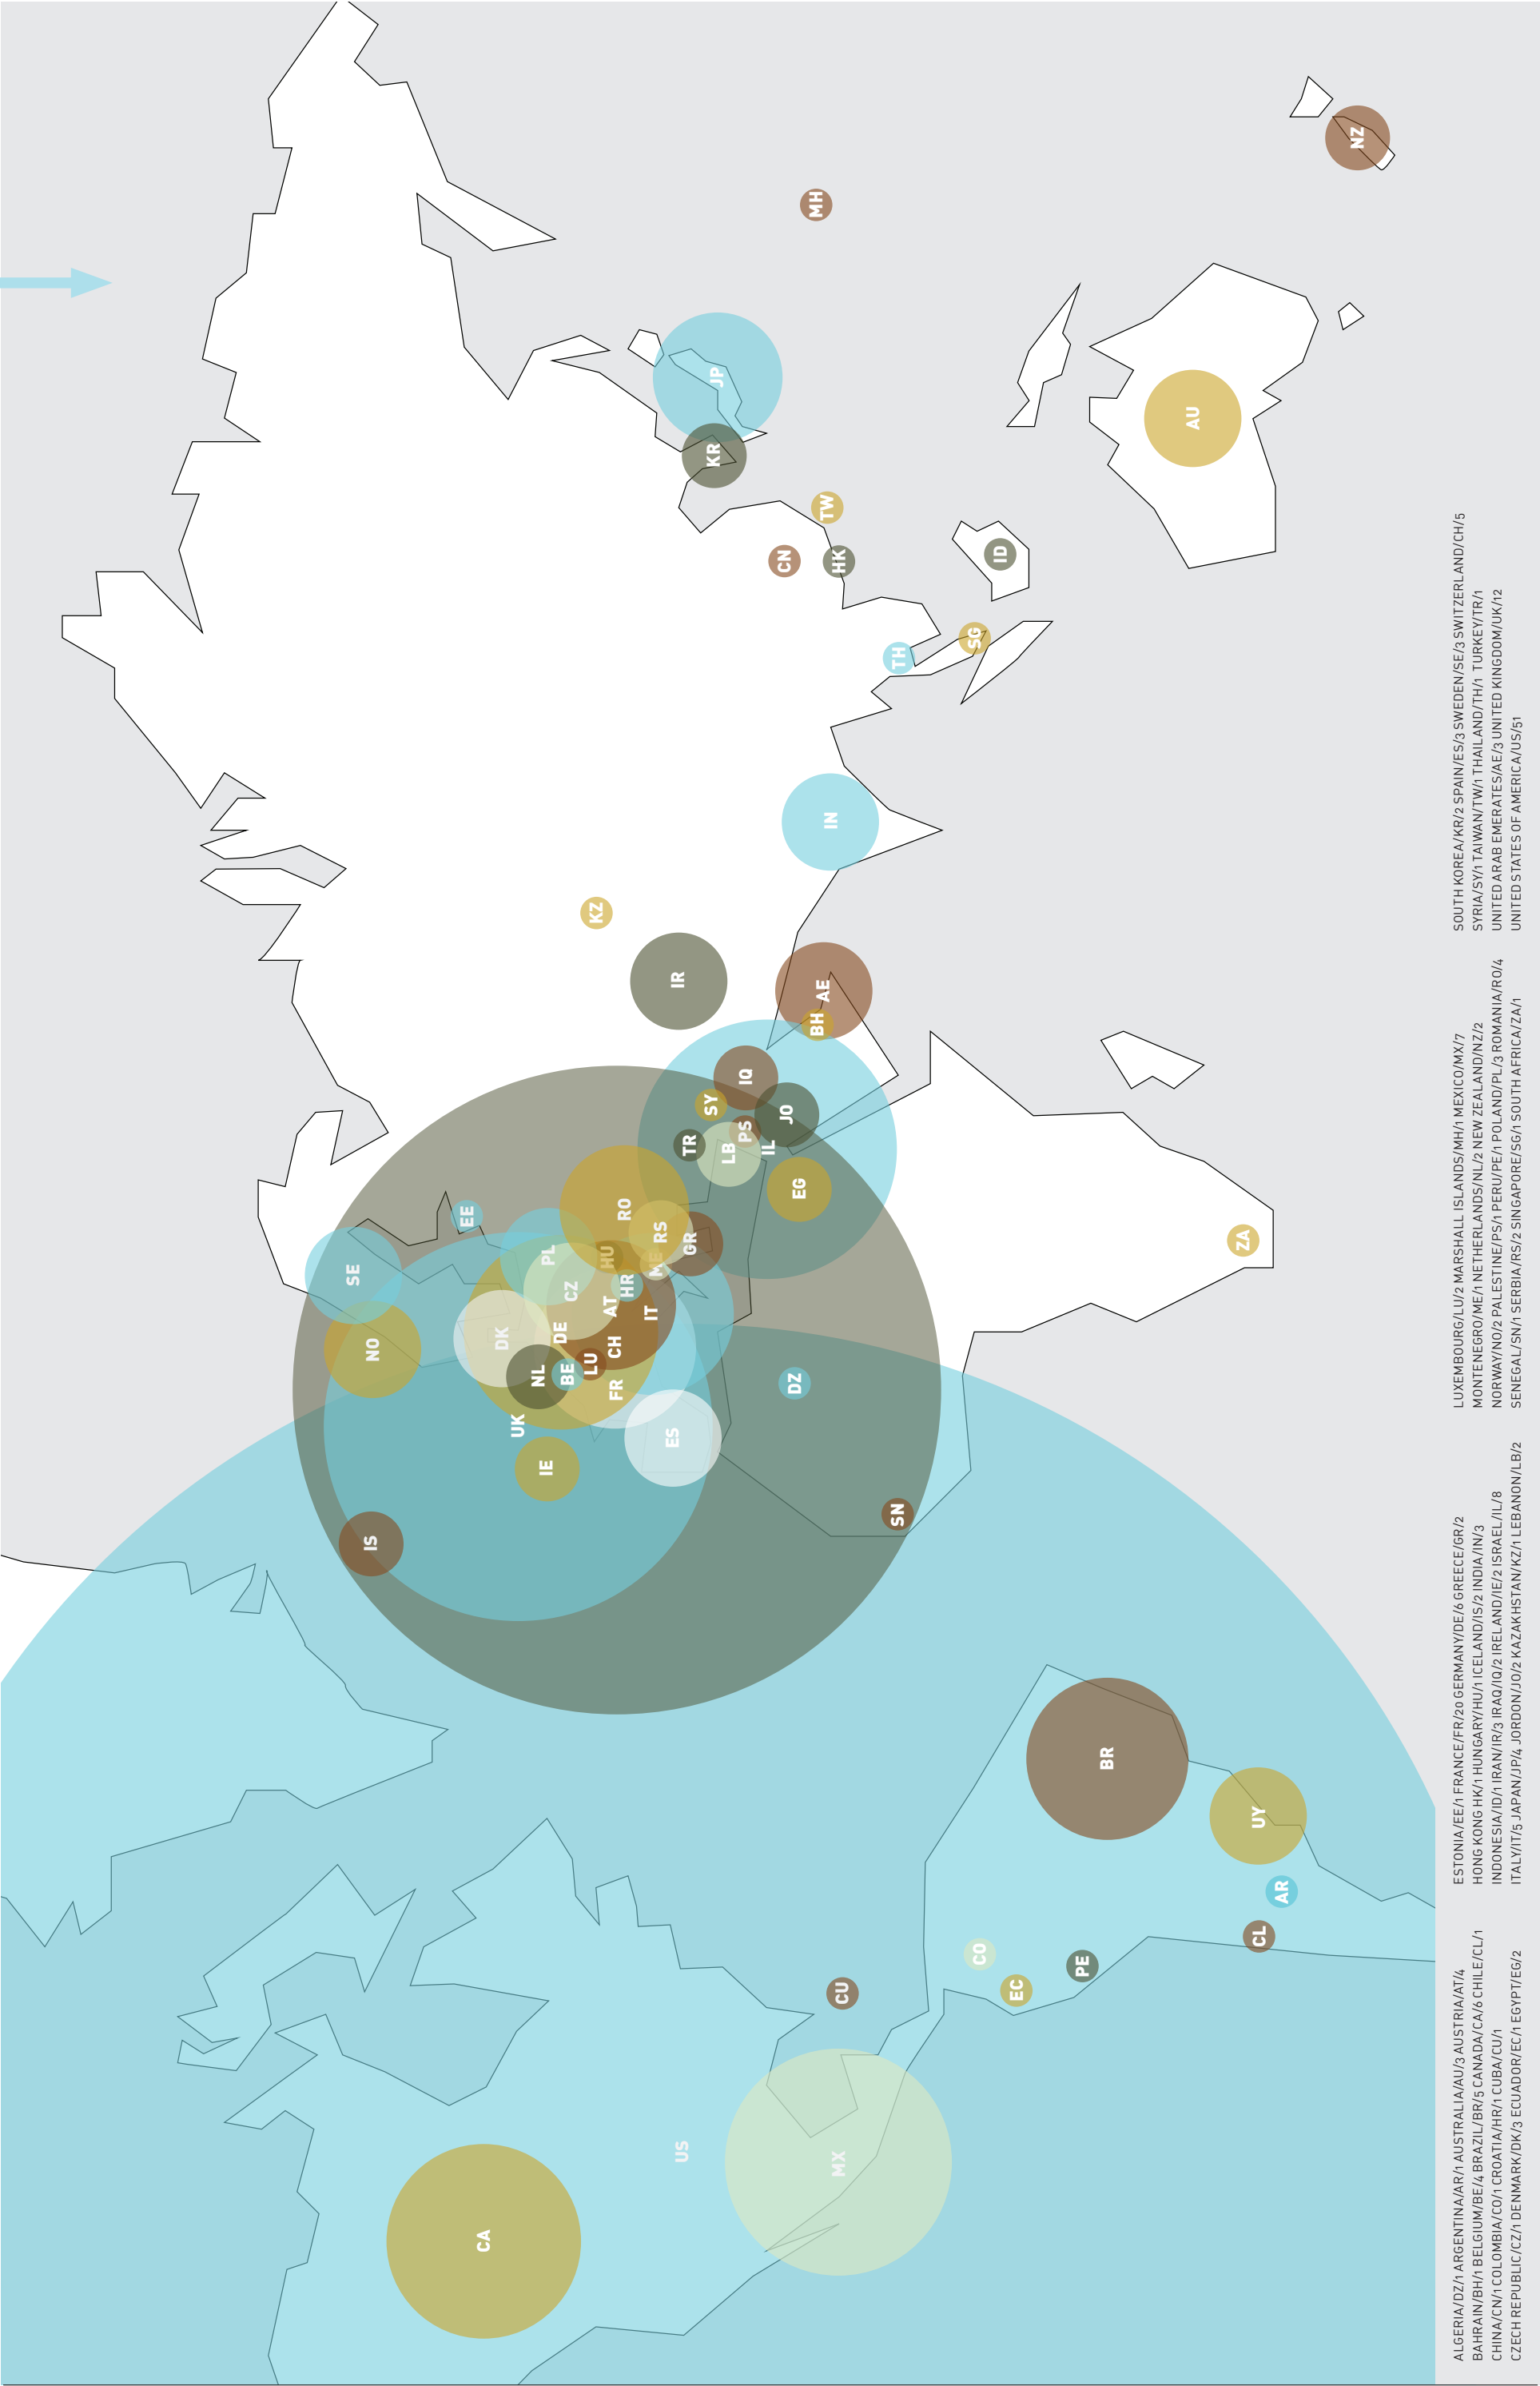 NZ
MH
JP
AU
KR
TW
CN
HK
ID
TH
SG
IN
KZ
IR
AE
BH
IQ
SY
JO
TR
PS
LB
IL
EG
EE
RO
RS
GR
ZA
SE
PL
HU
ME
CZ
HR
AT
IT
NO
DK
DE
CH
NL
BE
LU
FR
DZ
UK
ES
IE
IS
SN
BR
UY
AR
CL
CO
PE
EC
CU
US
MX
CA
ALGERIA/DZ/1 ARGENTINA/AR/1 AUSTRALIA/AU/3 AUSTRIA/AT/4
BAHRAIN/BH/1 BELGIUM/BE/4 BRAZIL/BR/5 CANADA/CA/6 CHILE/CL/1
CHINA/CN/1 COLOMBIA/CO/1 CROATIA/HR/1 CUBA/CU/1
CZECH REPUBLIC/CZ/1 DENMARK/DK/3 ECUADOR/EC/1 EGYPT/EG/2
ESTONIA/EE/1 FRANCE/FR/20 GERMANY/DE/6 GREECE/GR/2
HONG KONG HK/1 HUNGARY/HU/1 ICELAND/IS/2 INDIA/IN/3
INDONESIA/ID/1 IRAN/IR/3 IRAQ/IQ/2 IRELAND/IE/2 ISRAEL/IL/8
ITALY/IT/5 JAPAN/JP/4 JORDON/JO/2 KAZAKHSTAN/KZ/1 LEBANON/LB/2
LUXEMBOURG/LU/2 MARSHALL ISLANDS/MH/1 MEXICO/MX/7
MONTENEGRO/ME/1 NETHERLANDS/NL/2 NEW ZEALAND/NZ/2
NORWAY/NO/2 PALESTINE/PS/1 PERU/PE/1 POLAND/PL/3 ROMANIA/RO/4
SENEGAL/SN/1 SERBIA/RS/2 SINGAPORE/SG/1 SOUTH AFRICA/ZA/1
SOUTH KOREA/KR/2 SPAIN/ES/3 SWEDEN/SE/3 SWITZERLAND/CH/5
SYRIA/SY/1 TAIWAN/TW/1 THAILAND/TH/1 TURKEY/TR/1
UNITED ARAB EMERATES/AE/3 UNITED KINGDOM/UK/12
UNITED STATES OF AMERICA/US/51